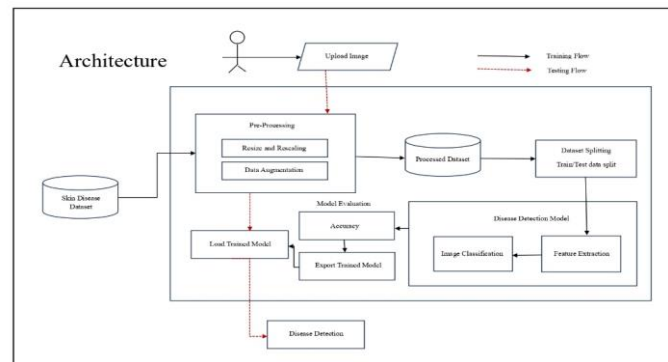 Architecture
Upload Image
Training Flow
Testing Flow
Pre-Processing
Resize and Rescaling
Data Augmentation
Processed Dataset
Dataset Splitting
Train/Test data split
Skin Disease
Dataset
Model Evaluation
Accuracy
Export Trained Model
Load Trained Model
Disease Detection Model
Image Classification
Feature Extraction
Disease Detection